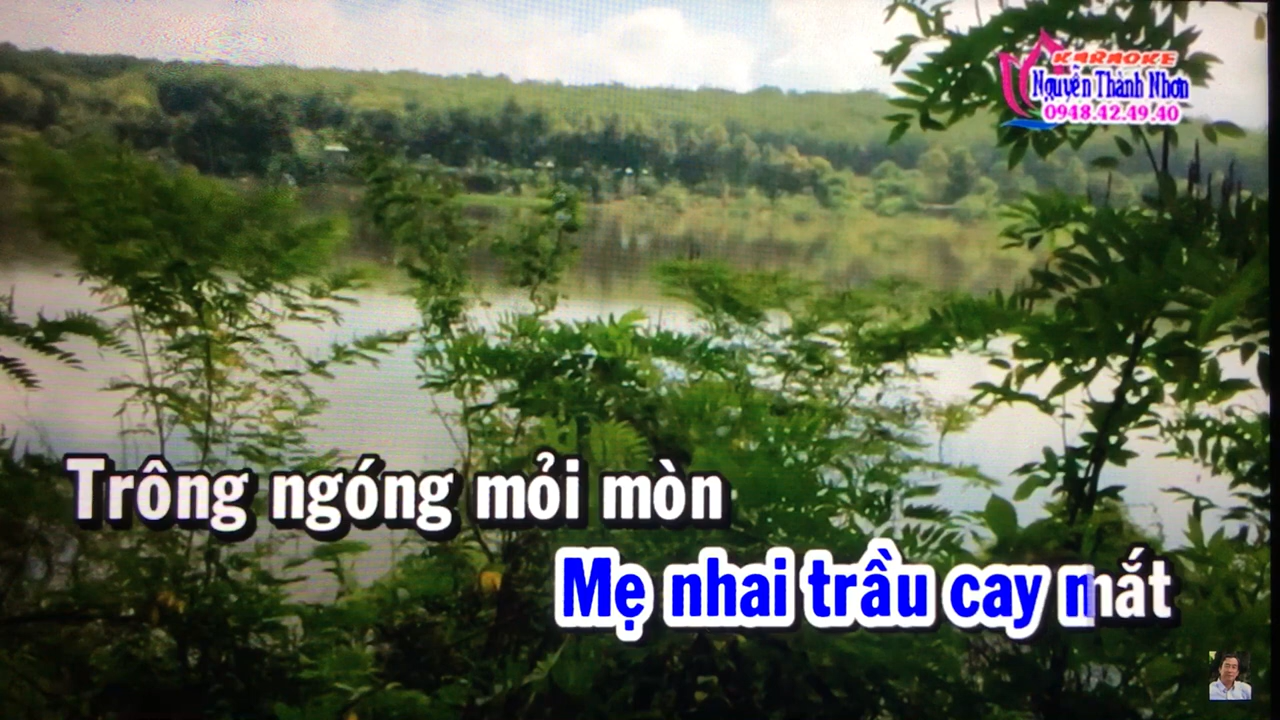 KARAOKE
Nguyễn Thành Nhơn
0948.42.49.40
Trông ngóng mỏi mòn
Mẹ nhai trầu cay mắt